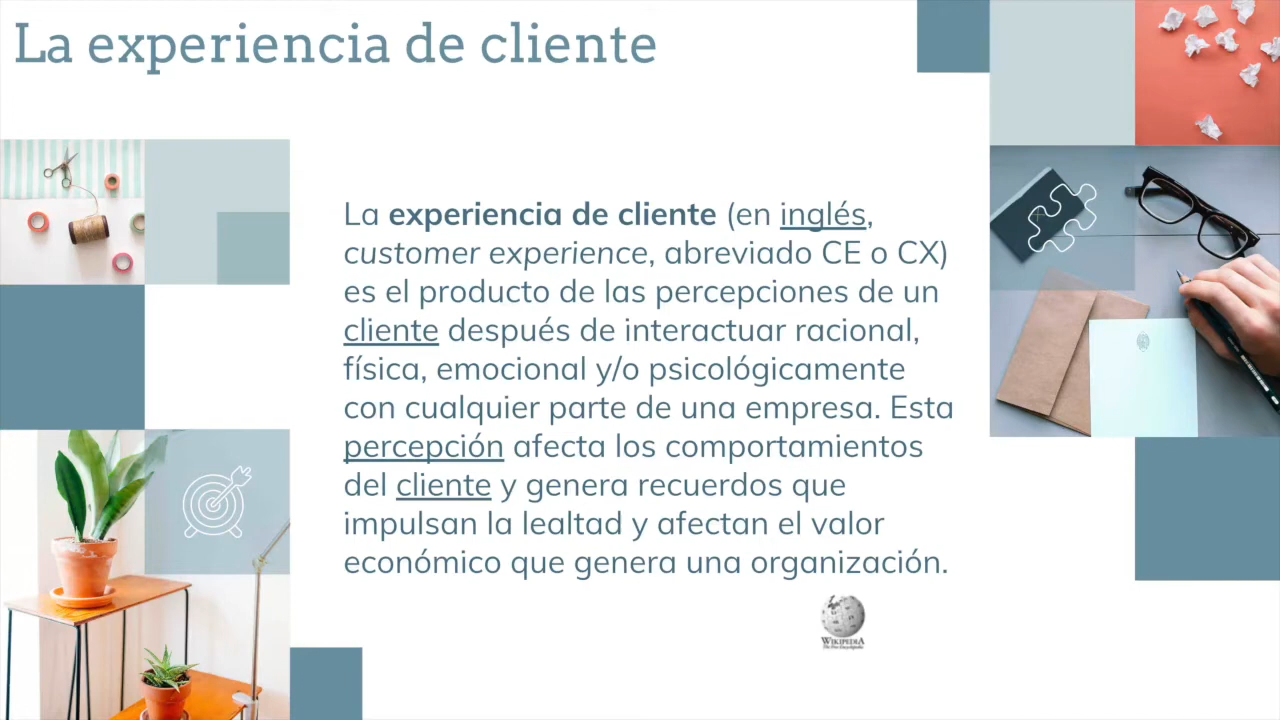 La experiencia de cliente
La experiencia de cliente (en inglés,
customer experience, abreviado CE o CX)
es el producto de las percepciones de un
cliente después de interactuar racional,
física, emocional y/o psicológicamente
con cualquier parte de una empresa. Esta
percepción afecta los comportamientos
del cliente y genera recuerdos que
impulsan la lealtad y afectan el valor
económico que genera una organización.
WIKIPEDIA
The Free Encyclopedia